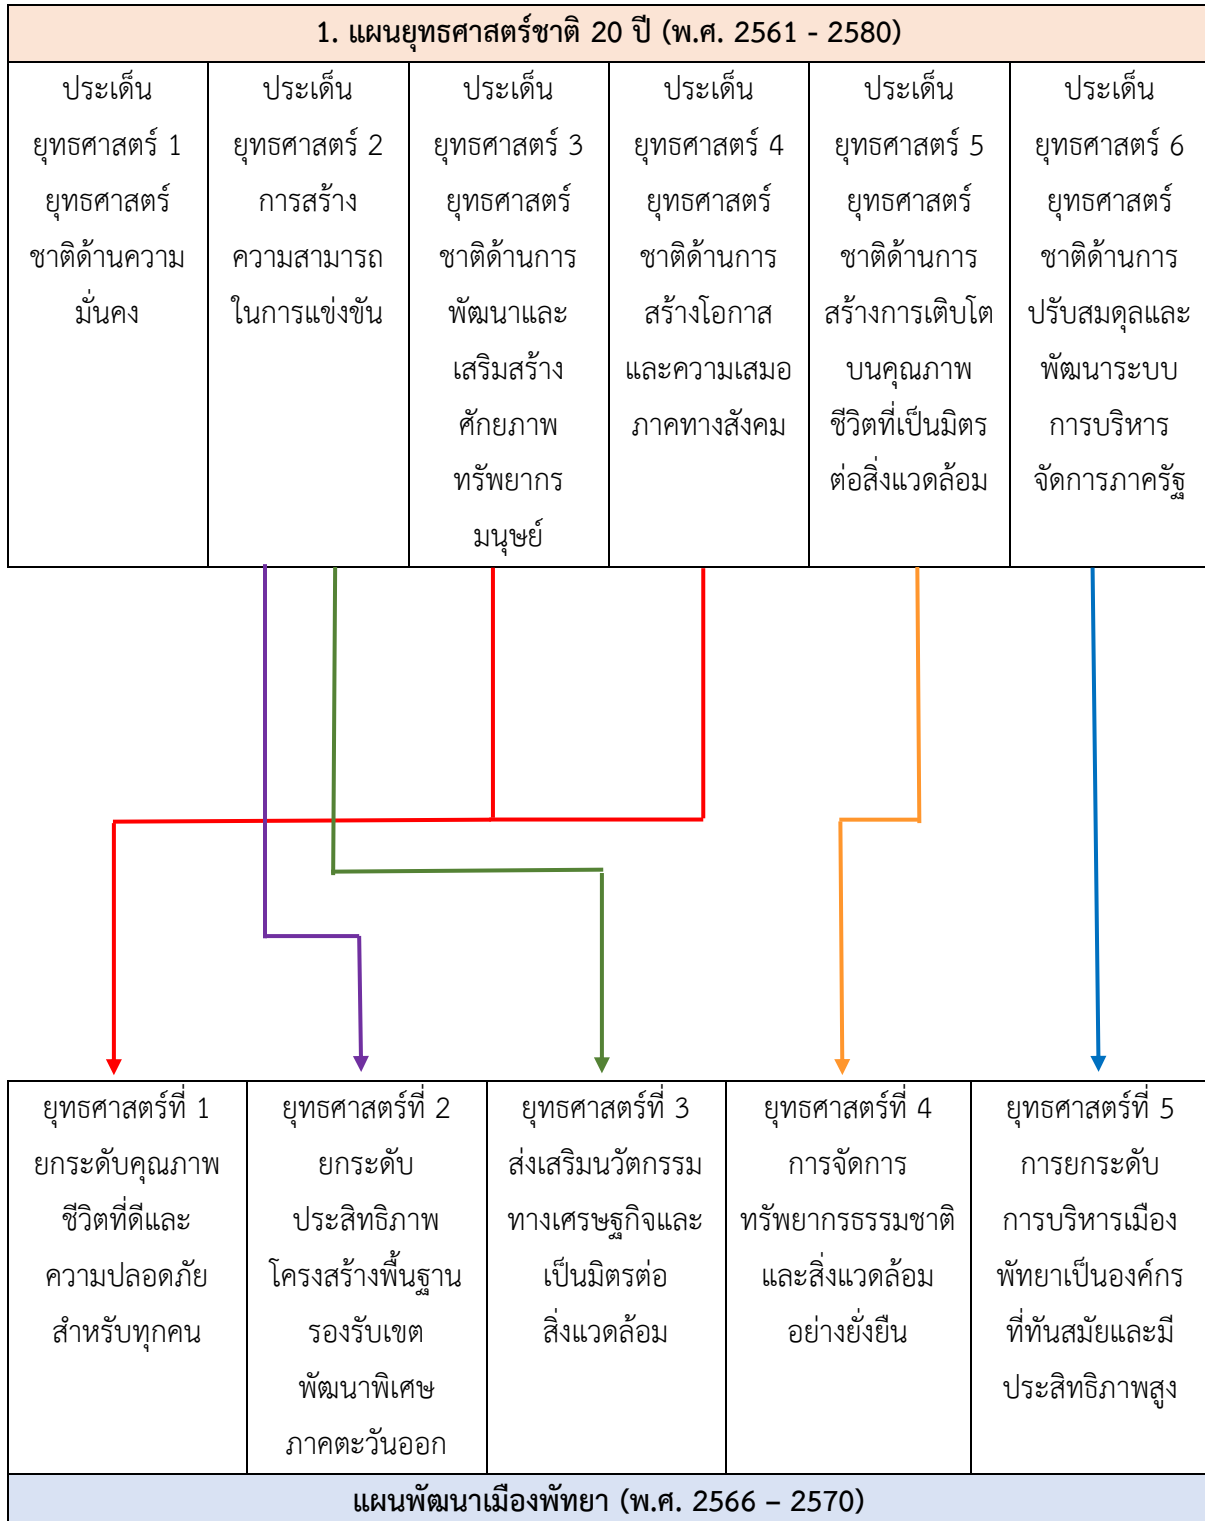 1. แผนยุทธศาสตร์ชาติ 20 ปี (พ.ศ. 2561 - 2580)
ประเด็น
ยุทธศาสตร์ 1
ยุทธศาสตร์
ชาติด้านความ
มั่นคง
ประเด็น
ยุทธศาสตร์ 2
การสร้าง
ความสามารถ
ในการแข่งขัน
ประเด็น
ยุทธศาสตร์ 3
ยุทธศาสตร์
ชาติด้านการ
พัฒนาและ
เสริมสร้าง
ศักยภาพ
ทรัพยากร
มนุษย์
ประเด็น
ยุทธศาสตร์ 4
ยุทธศาสตร์
ชาติด้านการ
สร้างโอกาส
และความเสมอ
ภาคทางสังคม
ประเด็น
ยุทธศาสตร์ 5
ยุทธศาสตร์
ชาติด้านการ
สร้างการเติบโต
บนคุณภาพ
ชีวิตที่เป็นมิตร
ต่อสิ่งแวดล้อม
ประเด็น
ยุทธศาสตร์ 6
ยุทธศาสตร์
ชาติด้านการ
ปรับสมดุลและ
พัฒนาระบบ
การบริหาร
จัดการภาครัฐ
ยุทธศาสตร์ที่ 1
ยกระดับคุณภาพ
ชีวิตที่ดีและ
ความปลอดภัย
สำหรับทุกคน
ยุทธศาสตร์ที่ 2
ยกระดับ
ประสิทธิภาพ
โครงสร้างพื้นฐาน
รองรับเขต
พัฒนาพิเศษ
ภาคตะวันออก
ยุทธศาสตร์ที่ 3
ส่งเสริมนวัตกรรม
ทางเศรษฐกิจและ
เป็นมิตรต่อ
สิ่งแวดล้อม
ยุทธศาสตร์ที่ 4
การจัดการ
ทรัพยากรธรรมชาติ
และสิ่งแวดล้อม
อย่างยั่งยืน
ยุทธศาสตร์ที่ 5
การยกระดับ
การบริหารเมือง
พัทยาเป็นองค์กร
ที่ทันสมัยและมี
ประสิทธิภาพสูง
แผนพัฒนาเมืองพัทยา (พ.ศ. 2566 – 2570)